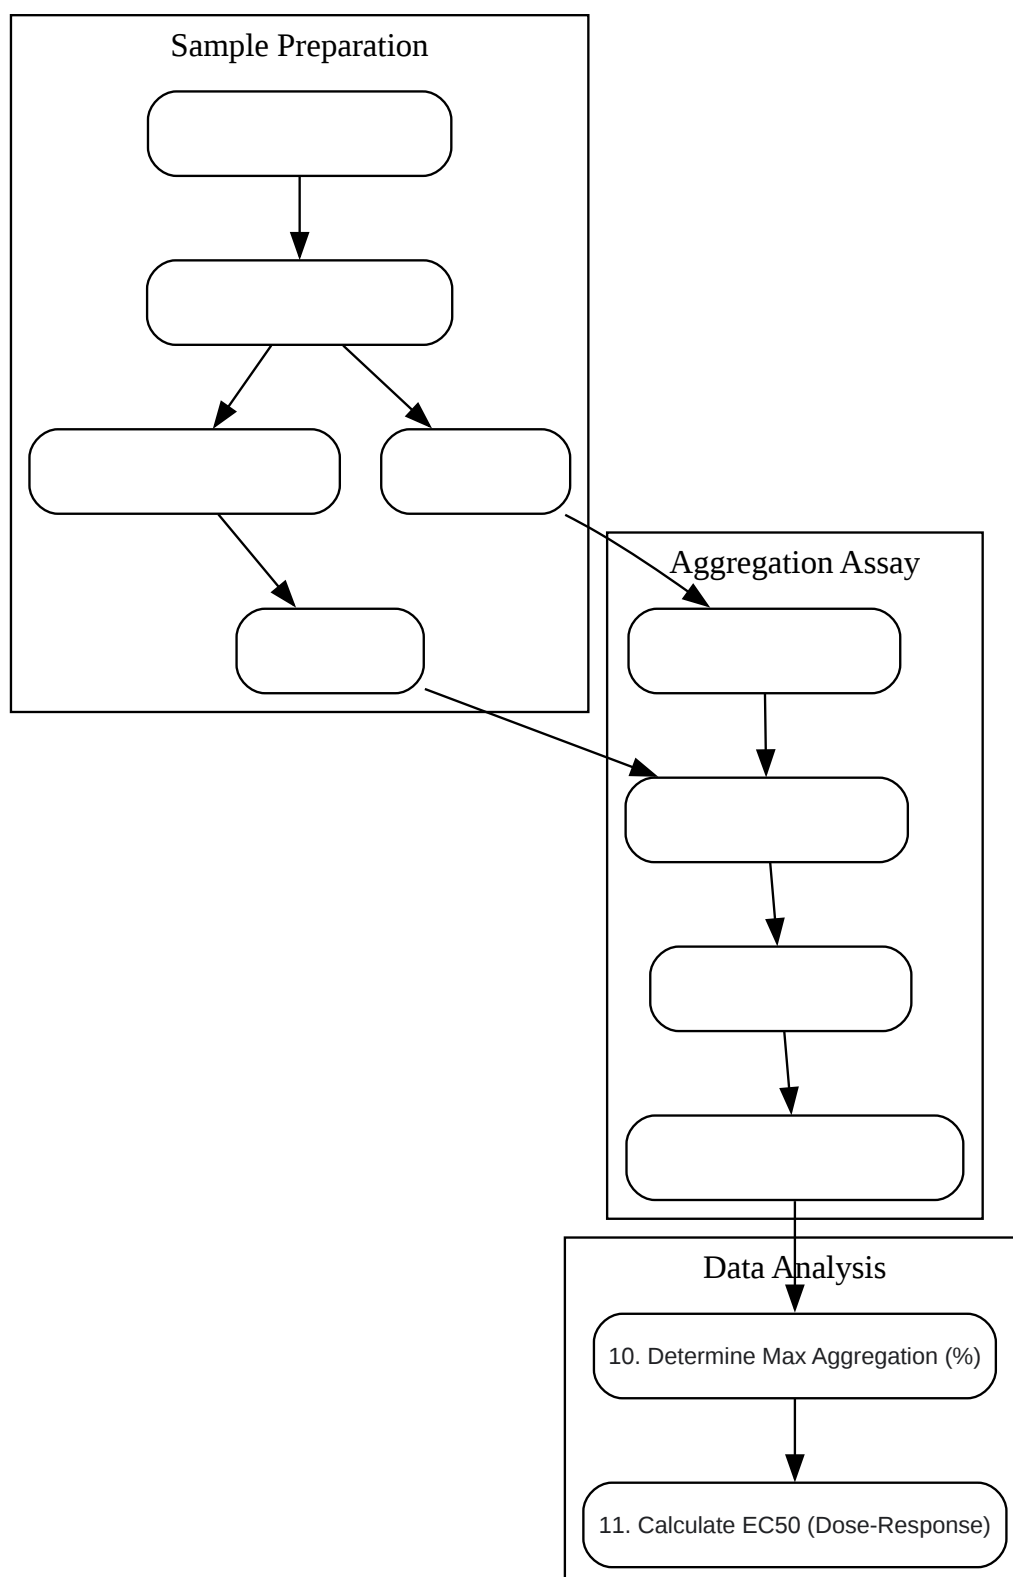 Sample Preparation
Aggregation Assay
Data Analysis
10. Determine Max Aggregation (%)
11. Calculate EC50 (Dose-Response)